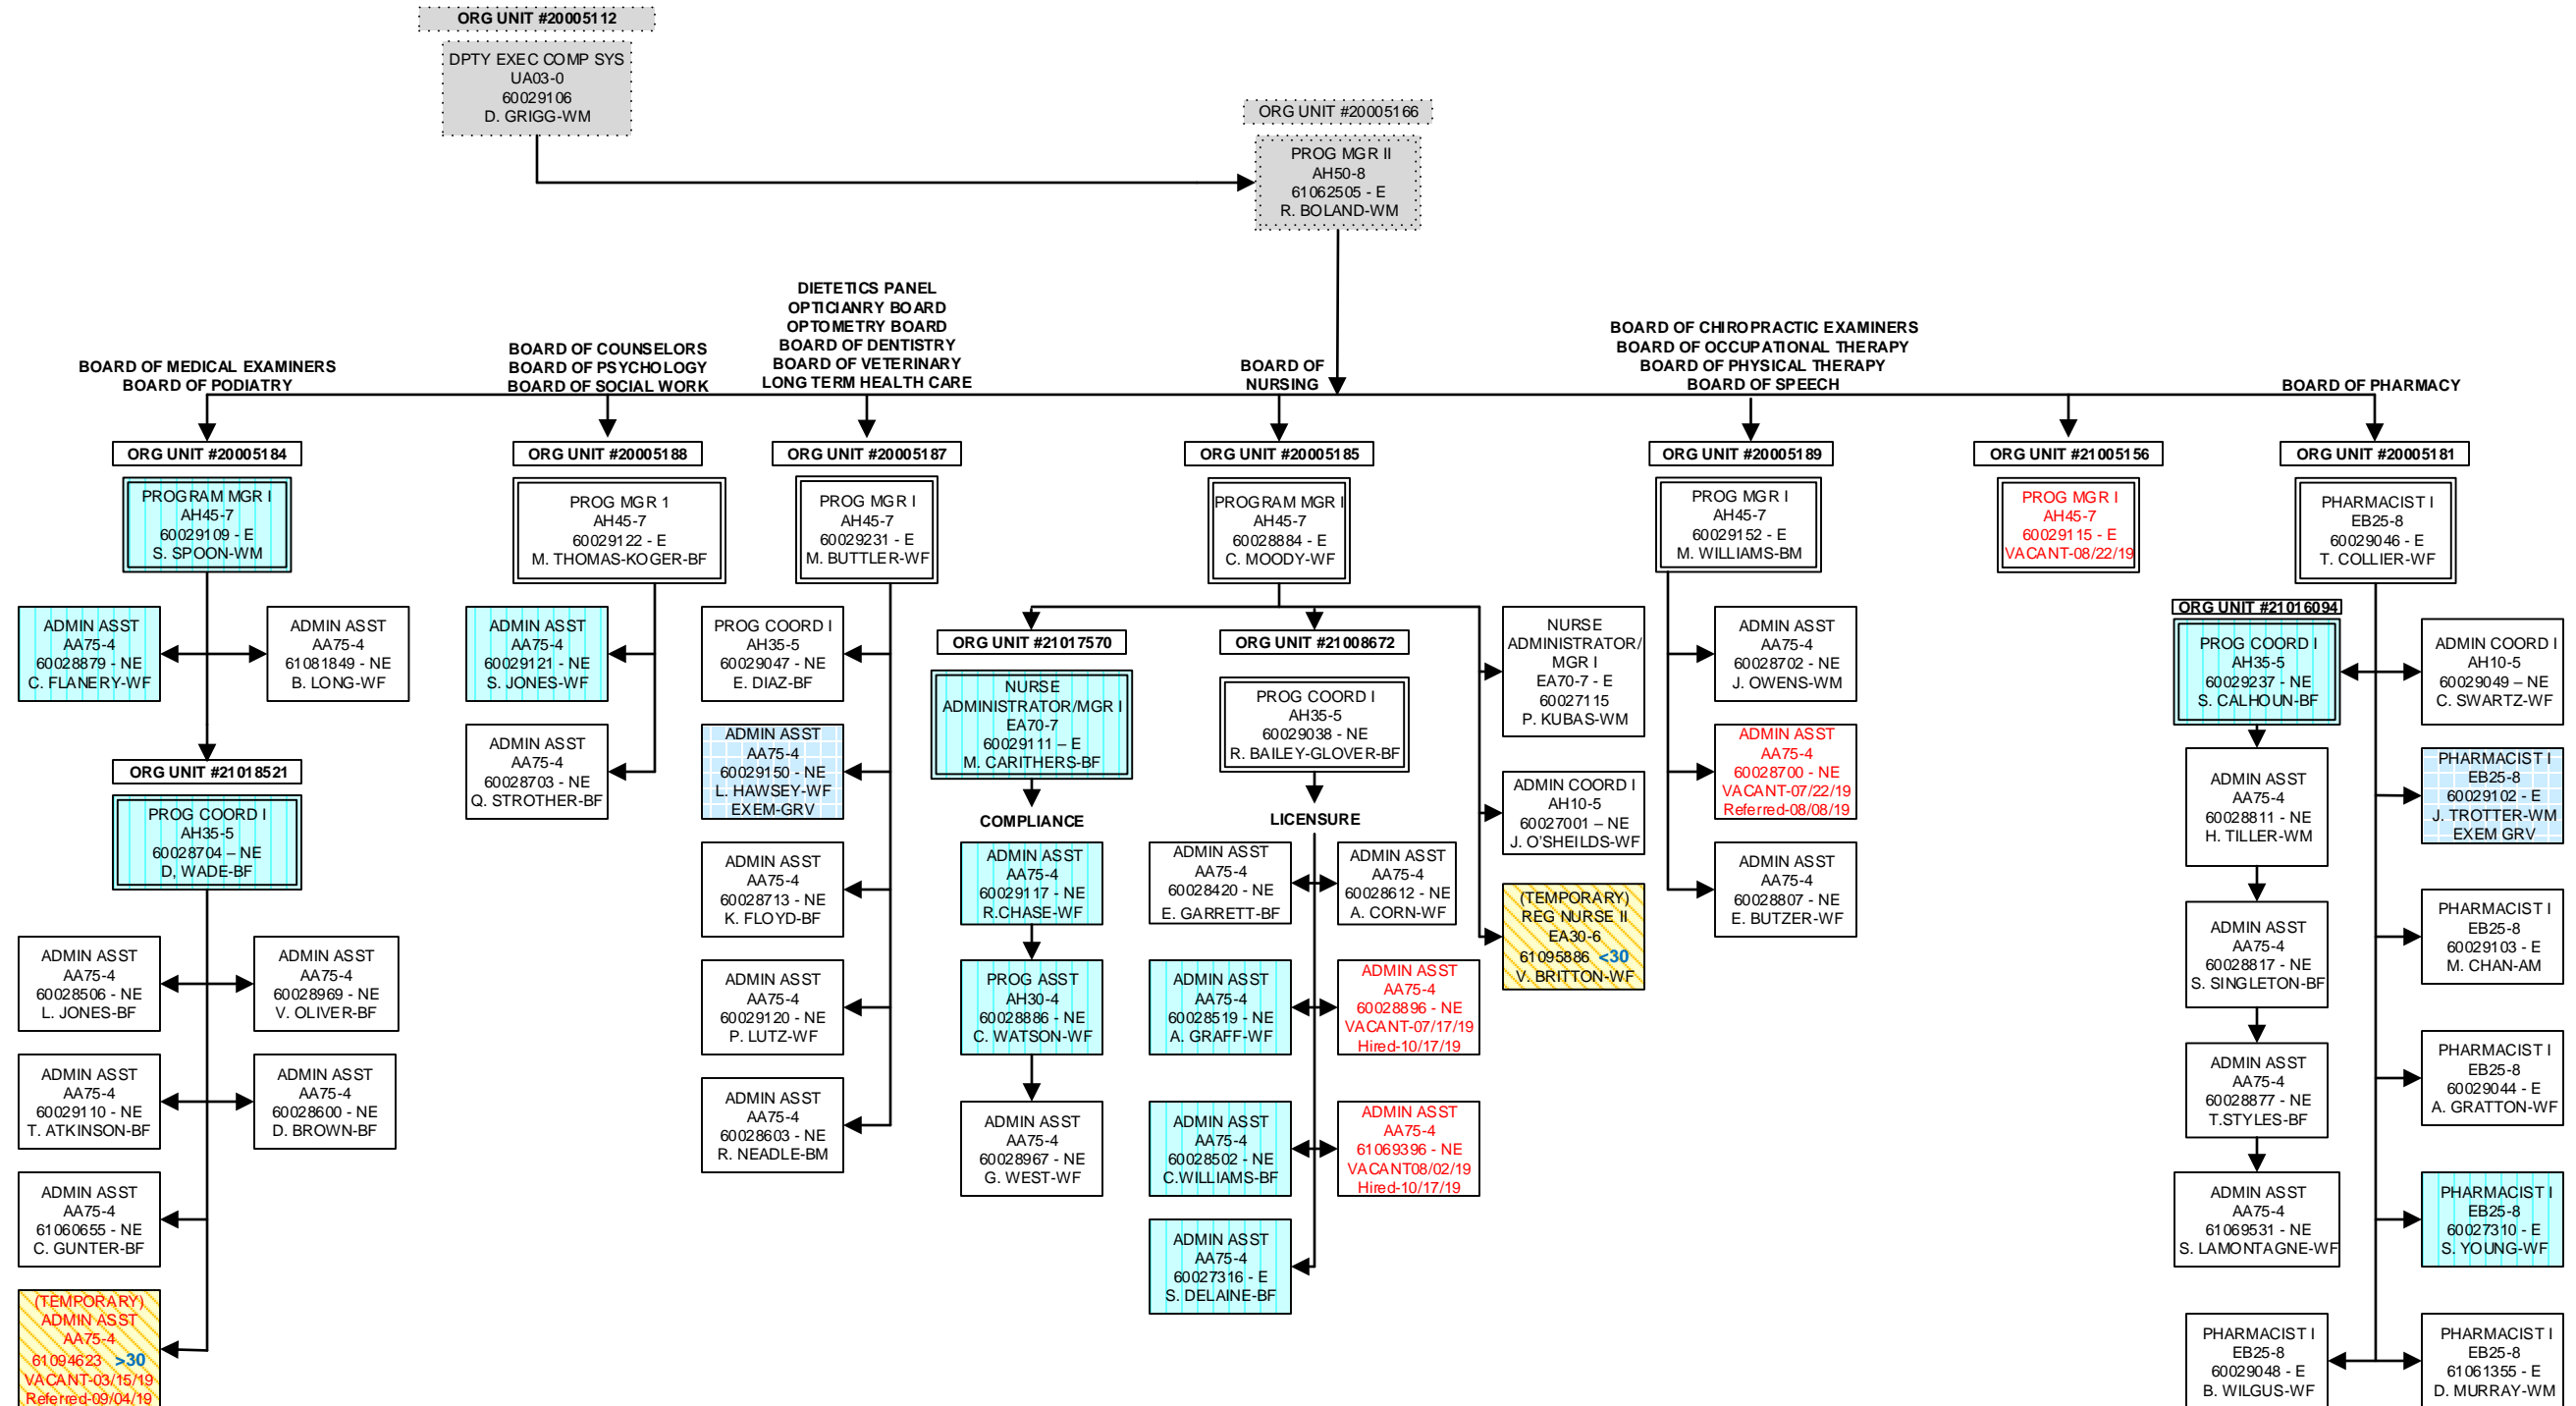 ORG UNIT #20005112
DPTY EXEC COMP SYS
UA03-0
60029106
D. GRIGG-WM
ORG UNIT #20005166
PROG MGR II
AH50-8
61062505 - E
R. BOLAND-WM
BOARD OF MEDICAL EXAMINERS
BOARD OF PODIATRY
BOARD OF COUNSELORS
BOARD OF PSYCHOLOGY
BOARD OF SOCIAL WORK
DIETETICS PANEL
OPTICIANRY BOARD
OPTOMETRY BOARD
BOARD OF DENTISTRY
BOARD OF VETERINARY
LONG TERM HEALTH CARE
BOARD OF
NURSING
BOARD OF CHIROPRACTIC EXAMINERS
BOARD OF OCCUPATIONAL THERAPY
BOARD OF PHYSICAL THERAPY
BOARD OF SPEECH
BOARD OF PHARMACY
ORG UNIT #20005184
PROGRAM MGR I
AH45-7
60029109 - E
S. SPOON-WM
ADMIN ASST
AA75-4
60028879 - NE
C. FLANERY-WF
ADMIN ASST
AA75-4
61081849 - NE
B. LONG-WF
ORG UNIT #21018521
PROG COORD I
AH35-5
60028704 – NE
D, WADE-BF
ADMIN ASST
AA75-4
60028506 - NE
L. JONES-BF
ADMIN ASST
AA75-4
60028969 - NE
V. OLIVER-BF
ADMIN ASST
AA75-4
60029110 - NE
T. ATKINSON-BF
ADMIN ASST
AA75-4
60028600 - NE
D. BROWN-BF
ADMIN ASST
AA75-4
61060655 - NE
C. GUNTER-BF
(TEMPORARY)
ADMIN ASST
AA75-4
61094623 >30
VACANT-03/15/19
Referred-09/04/19
ORG UNIT #20005188
PROG MGR 1
AH45-7
60029122 - E
M. THOMAS-KOGER-BF
ADMIN ASST
AA75-4
60029121 - NE
S. JONES-WF
ADMIN ASST
AA75-4
60028703 - NE
Q. STROTHER-BF
ORG UNIT #20005187
PROG MGR I
AH45-7
60029231 - E
M. BUTTLER-WF
PROG COORD I
AH35-5
60029047 - NE
E. DIAZ-BF
ADMIN ASST
AA75-4
60029150 - NE
L. HAWSEY-WF
EXEM-GRV
ADMIN ASST
AA75-4
60028713 - NE
K. FLOYD-BF
ADMIN ASST
AA75-4
60029120 - NE
P. LUTZ-WF
ADMIN ASST
AA75-4
60028603 - NE
R. NEADLE-BM
ORG UNIT #20005185
PROGRAM MGR I
AH45-7
60028884 - E
C. MOODY-WF
ORG UNIT #21017570
NURSE
ADMINISTRATOR/MGR I
EA70-7
60029111 – E
M. CARITHERS-BF
COMPLIANCE
ADMIN ASST
AA75-4
60029117 - NE
R.CHASE-WF
PROG ASST
AH30-4
60028886 - NE
C. WATSON-WF
ADMIN ASST
AA75-4
60028967 - NE
G. WEST-WF
ORG UNIT #21008672
PROG COORD I
AH35-5
60029038 - NE
R. BAILEY-GLOVER-BF
LICENSURE
ADMIN ASST
AA75-4
60028420 - NE
E. GARRETT-BF
ADMIN ASST
AA75-4
60028612 - NE
A. CORN-WF
ADMIN ASST
AA75-4
60028519 - NE
A. GRAFF-WF
ADMIN ASST
AA75-4
60028896 - NE
VACANT-07/17/19
Hired-10/17/19
ADMIN ASST
AA75-4
60028502 - NE
C.WILLIAMS-BF
ADMIN ASST
AA75-4
61069396 - NE
VACANT08/02/19
Hired-10/17/19
ADMIN ASST
AA75-4
60027316 - E
S. DELAINE-BF
NURSE
ADMINISTRATOR/
MGR I
EA70-7 - E
60027115
P. KUBAS-WM
ADMIN COORD I
AH10-5
60027001 – NE
J. O'SHEILDS-WF
(TEMPORARY)
REG NURSE II
EA30-6
61095886 <30
V. BRITTON-WF
ORG UNIT #20005189
PROG MGR I
AH45-7
60029152 - E
M. WILLIAMS-BM
ADMIN ASST
AA75-4
60028702 - NE
J. OWENS-WM
ADMIN ASST
AA75-4
60028700 - NE
VACANT-07/22/19
Referred-08/08/19
ADMIN ASST
AA75-4
60028807 - NE
E. BUTZER-WF
ORG UNIT #21005156
PROG MGR I
AH45-7
60029115 - E
VACANT-08/22/19
ORG UNIT #20005181
PHARMACIST I
EB25-8
60029046 - E
T. COLLIER-WF
ORG UNIT #21016094
PROG COORD I
AH35-5
60029237 - NE
S. CALHOUN-BF
ADMIN ASST
AA75-4
60028811 - NE
H. TILLER-WM
ADMIN ASST
AA75-4
60028817 - NE
S. SINGLETON-BF
ADMIN ASST
AA75-4
60028877 - NE
T.STYLES-BF
ADMIN ASST
AA75-4
61069531 - NE
S. LAMONTAGNE-WF
ADMIN COORD I
AH10-5
60029049 – NE
C. SWARTZ-WF
PHARMACIST I
EB25-8
60029102 - E
J. TROTTER-WM
EXEM GRV
PHARMACIST I
EB25-8
60029103 - E
M. CHAN-AM
PHARMACIST I
EB25-8
60029044 - E
A. GRATTON-WF
PHARMACIST I
EB25-8
60027310 - E
S. YOUNG-WF
PHARMACIST I
EB25-8
60029048 - E
B. WILGUS-WF
PHARMACIST I
EB25-8
61061355 - E
D. MURRAY-WM